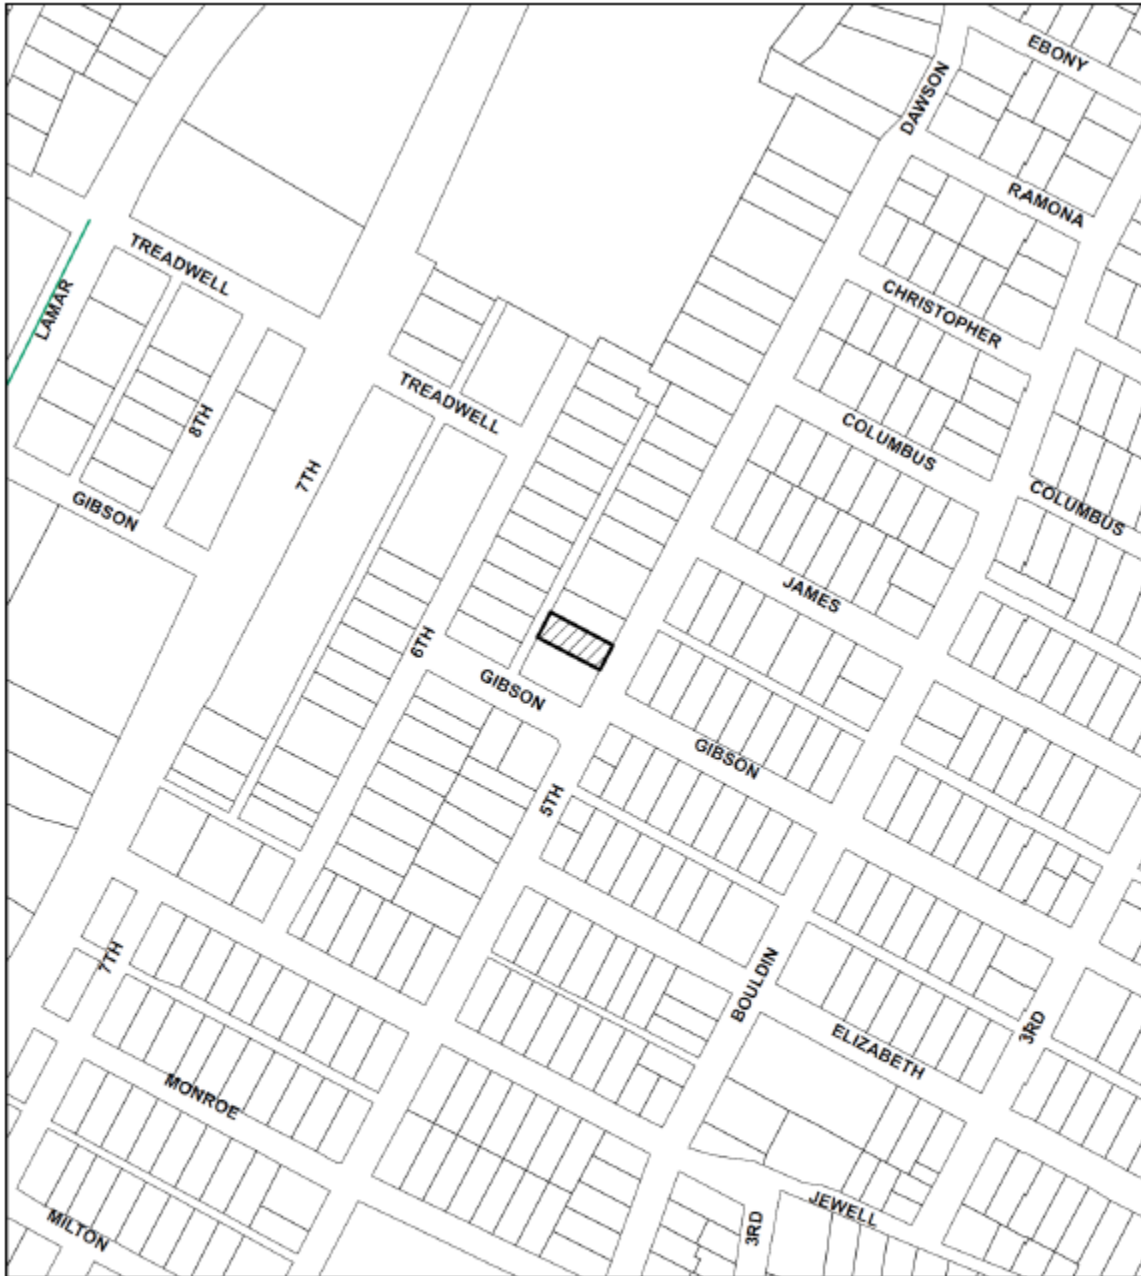 EBONY
DAWSON
RAMONA
TREADWELL
CHRISTOPHER
LAMAR
TREADWELL
8TH
COLUMBUS
7TH
GIBSON
COLUMBUS
JAMES
6TH
GIBSON
GIBSON
5TH
7TH
BOULDIN
3RD
ELIZABETH
MONROE
JEWELL
MILTON
3RD